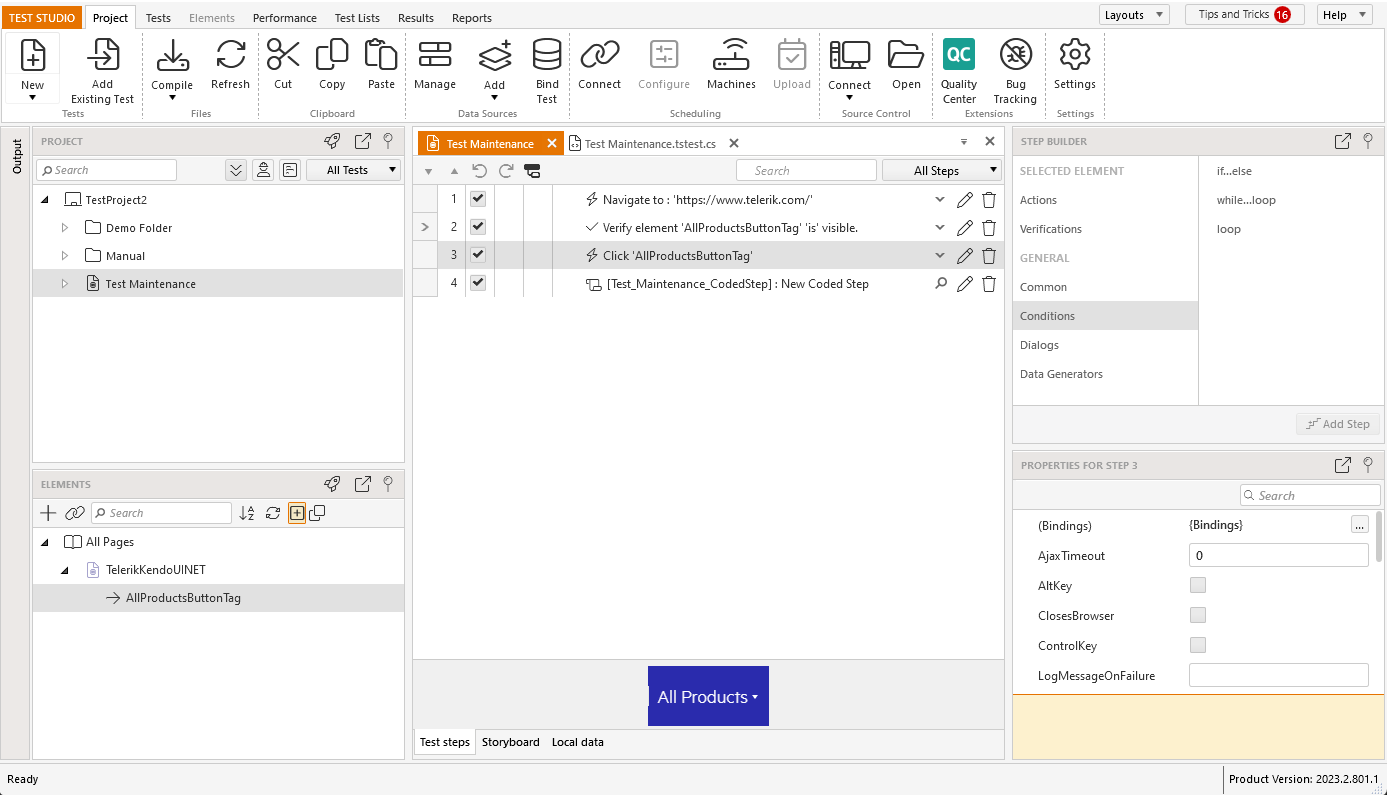 TEST STUDIO Project Tests Elements Performance Test Lists Results Reports Layouts Tips and Tricks 16 Help
New Add Existing Test Compile Refresh Cut Copy Paste Manage Add Bind Test Connect Configure Machines Upload Connect Open QC Quality Center Bug Tracking Settings
Tests Files Clipboard Data Sources Scheduling Source Control Extensions Settings
Output
PROJECT
Search All Tests
TestProject2
Demo Folder
Manual
Test Maintenance
ELEMENTS
Search
All Pages
TelerikKendoUINET
AllProductsButtonTag
Test Maintenance Test Maintenance.tstest.cs
Search All Steps
1 Navigate to : 'https://www.telerik.com/'
2 Verify element 'AllProductsButtonTag' 'is' visible.
3 Click 'AllProductsButtonTag'
4 [Test_Maintenance_CodedStep] : New Coded Step
All Products
Test steps Storyboard Local data
STEP BUILDER
SELECTED ELEMENT
Actions
Verifications
GENERAL
Common
Conditions
Dialogs
Data Generators
if...else
while...loop
loop
Add Step
PROPERTIES FOR STEP 3
Search
(Bindings) {Bindings} ...
AjaxTimeout 0
AltKey
ClosesBrowser
ControlKey
LogMessageOnFailure
Ready Product Version: 2023.2.801.1